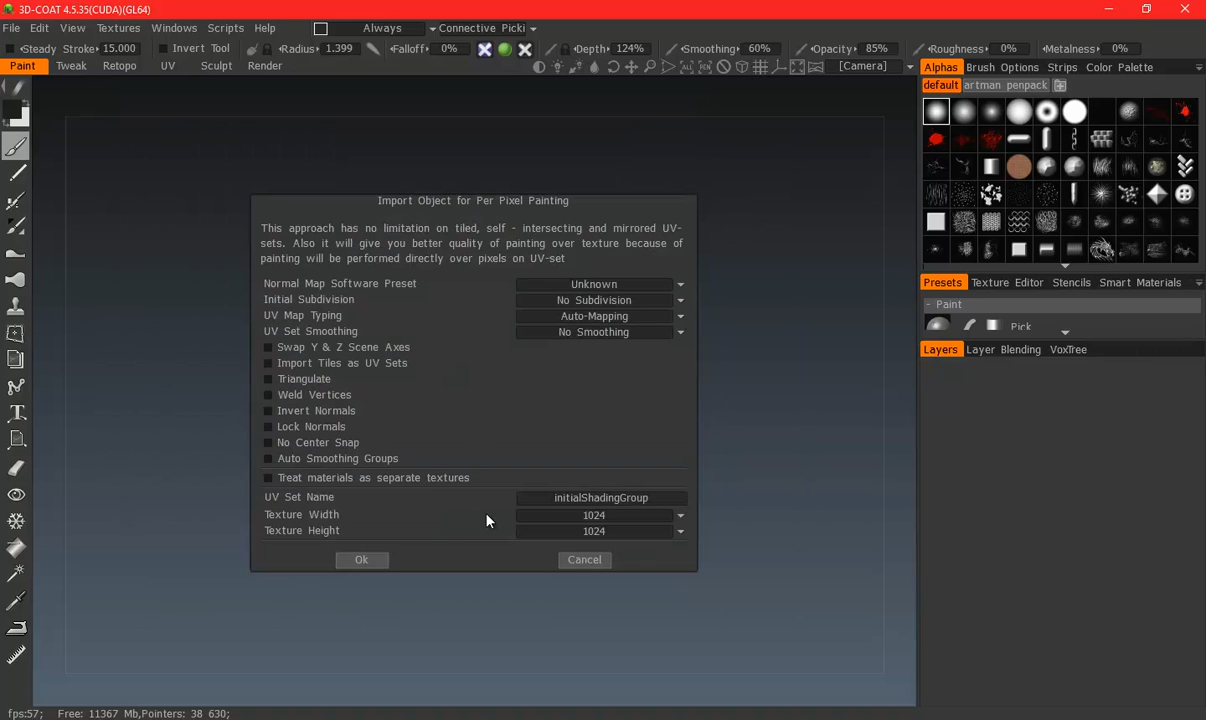 3D-COAT 4.5.35(CUDA)(GL64)
File Edit View Textures Windows Scripts Help Always Connective Picki
Steady Stroke 15.000 Invert Tool Radius 1.399 Falloff 0% Depth 124% Smoothing 60% Opacity 85% Roughness 0% Metalness 0%
Paint Tweak Retopo UV Sculpt Render ALL PEN [Camera] Alphas Brush Options Strips Color Palette
default artman penpack
Import Object for Per Pixel Painting
This approach has no limitation on tiled, self - intersecting and mirrored UV-
sets. Also it will give you better quality of painting over texture because of
painting will be performed directly over pixels on UV-set
Normal Map Software Preset Unknown
Initial Subdivision No Subdivision
UV Map Typing Auto-Mapping
UV Set Smoothing No Smoothing
Swap Y & Z Scene Axes
Import Tiles as UV Sets
Triangulate
Weld Vertices
Invert Normals
Lock Normals
No Center Snap
Auto Smoothing Groups
Treat materials as separate textures
UV Set Name initialShadingGroup
Texture Width 1024
Texture Height 1024
Ok Cancel
Presets Texture Editor Stencils Smart Materials
- Paint
Pick
Layers Layer Blending VoxTree
fps:57; Free: 11367 Mb,Pointers: 38 630;